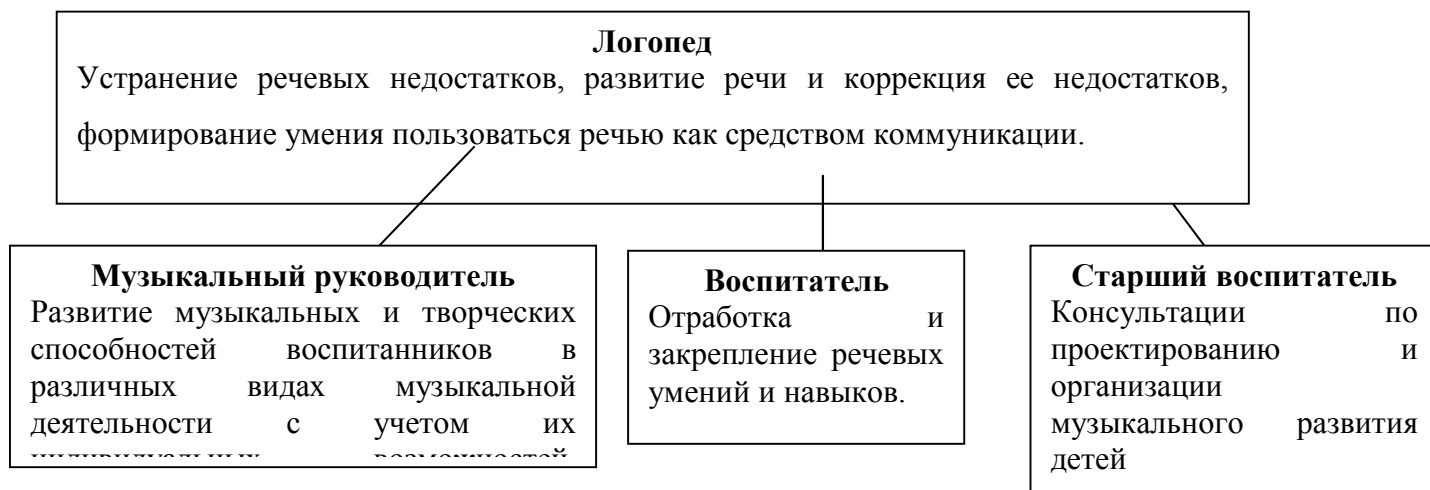 Логопед
Устранение речевых недостатков, развитие речи и коррекция ее недостатков,
формирование умения пользоваться речью как средством коммуникации.
Музыкальный руководитель
Развитие музыкальных и творческих
способностей воспитанников в
различных видах музыкальной
деятельности с учетом их
индивидуальных возможностей
Воспитатель
Отработка и
закрепление речевых
умений и навыков.
Старший воспитатель
Консультации по
проектированию и
организации
музыкального развития
детей